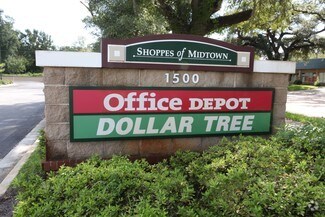 Shoppes of Midtown
1500
Office DEPOT
DOLLAR TREE